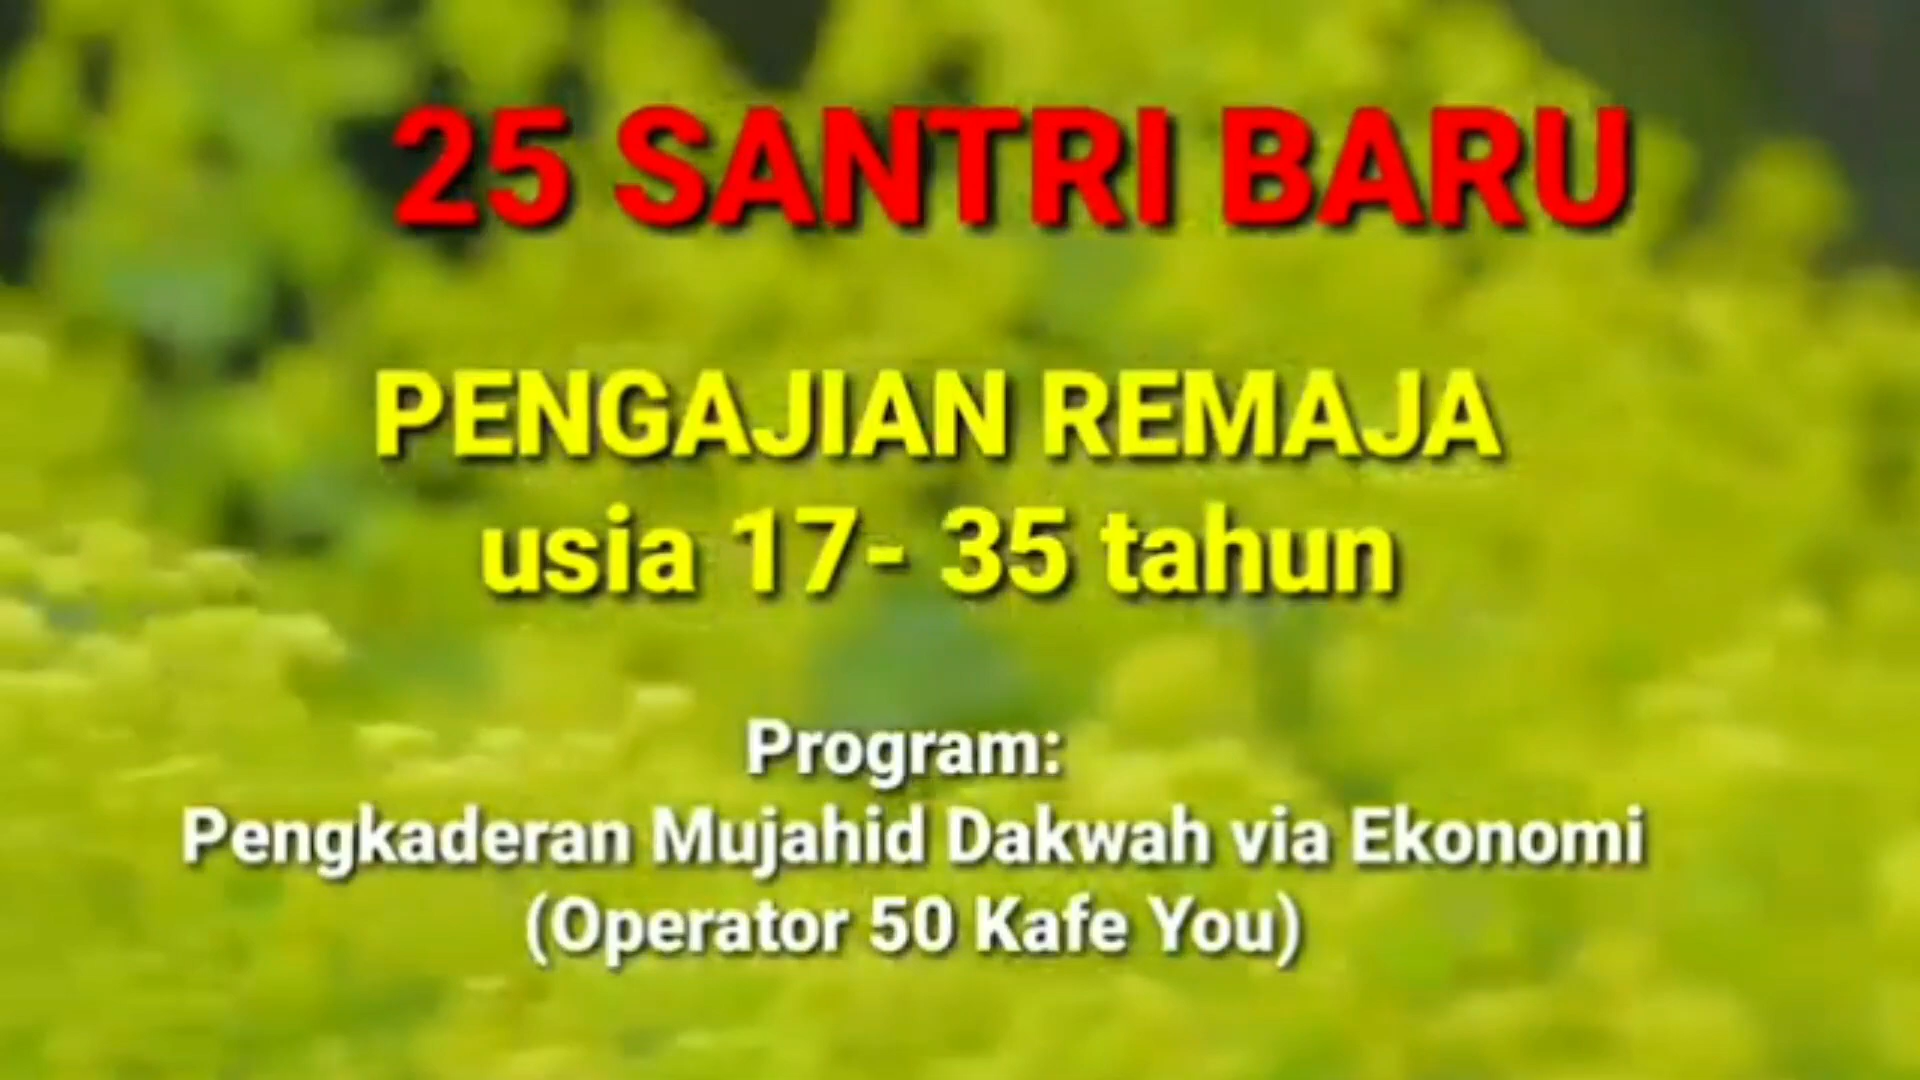 25 SANTRI BARU
PENGAJIAN REMAJA
usia 17- 35 tahun
Program:
Pengkaderan Mujahid Dakwah via Ekonomi
(Operator 50 Kafe You)